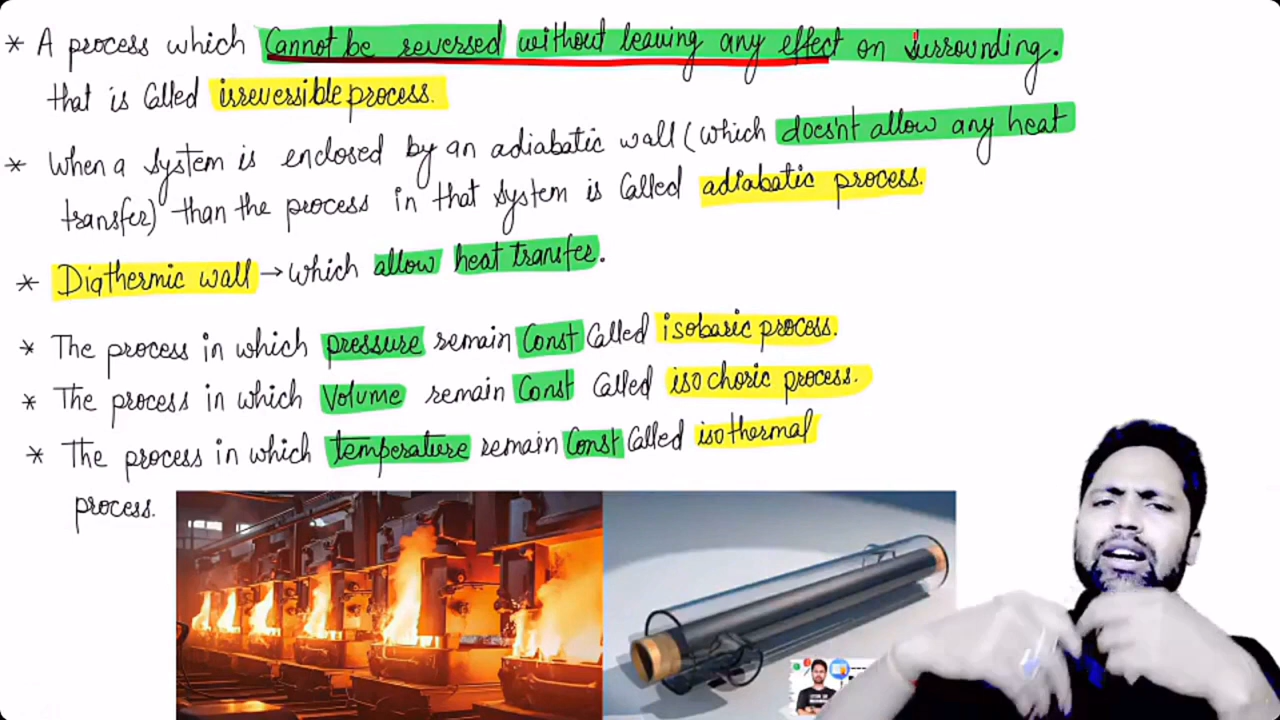 * A process which Cannot be reversed without leaving any effect on surrounding.
that is Called irreversible process.
* When a system is enclosed by an adiabatic wall (which does'nt allow any heat
transfer) than the process in that system is Called adiabatic process.
* Diathermic wall → which allow heat transfer.
* The process in which pressure remain Const Called isobaric process.
* The process in which Volume remain Const Called isochoric process.
* The process in which temperature remain Const Called isothermal
process.